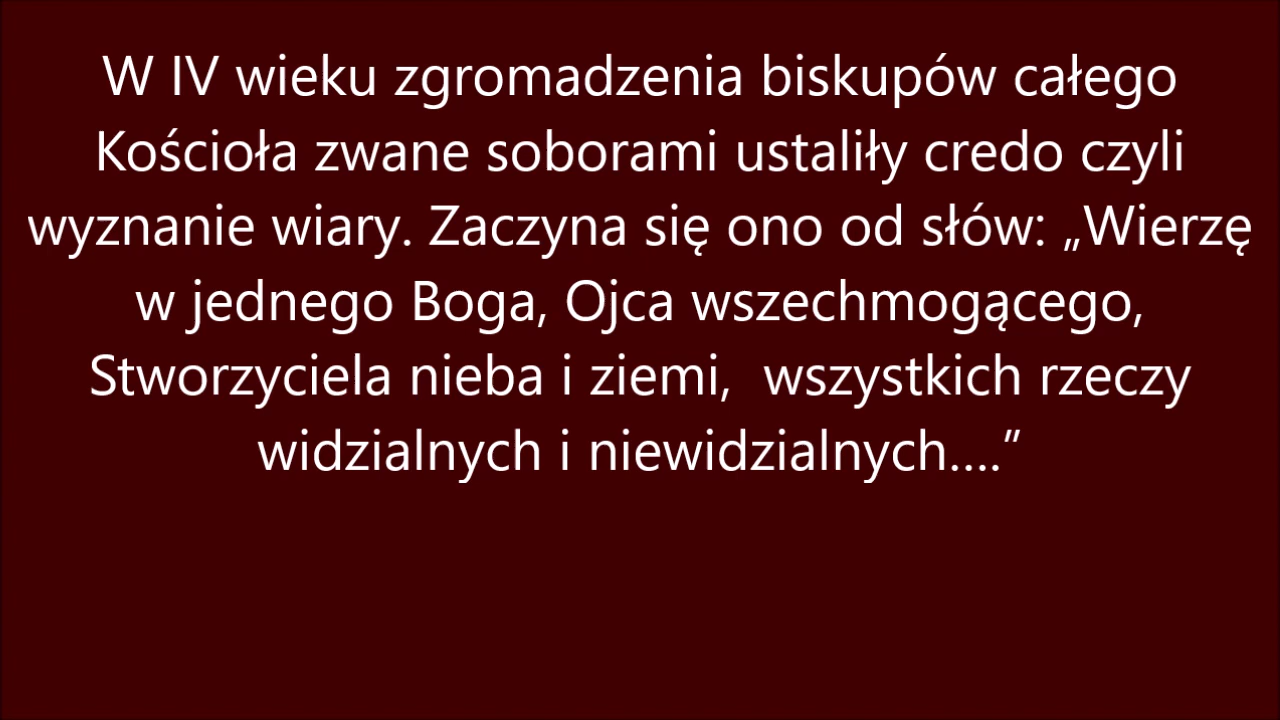 W IV wieku zgromadzenia biskupów całego
Kościoła zwane soborami ustaliły credo czyli
wyznanie wiary. Zaczyna się ono od słów: „Wierzę
w jednego Boga, Ojca wszechmogącego,
Stworzyciela nieba i ziemi,  wszystkich rzeczy
widzialnych i niewidzialnych....”